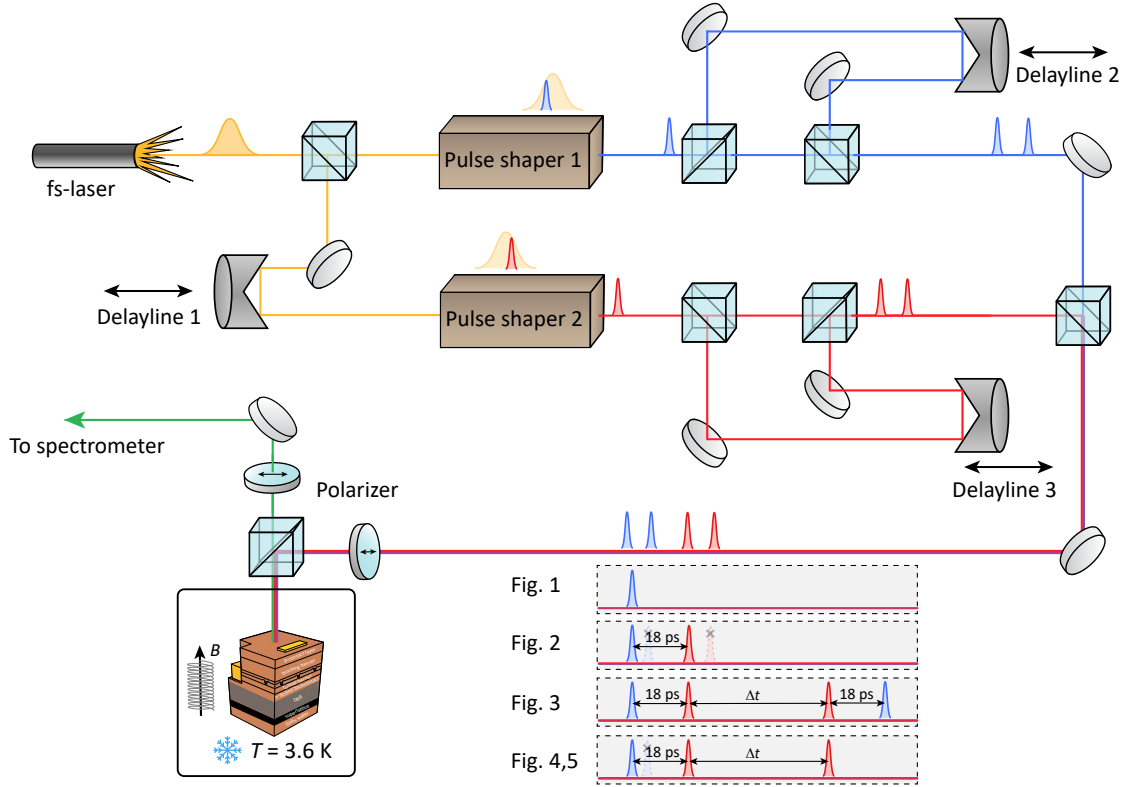 Delayline 2
fs-laser
Pulse shaper 1
Delayline 1
Pulse shaper 2
To spectrometer
Polarizer
Delayline 3
Fig. 1
Fig. 2
18 ps
Fig. 3
18 ps
Δt
18 ps
Fig. 4,5
18 ps
Δt
B
T = 3.6 K